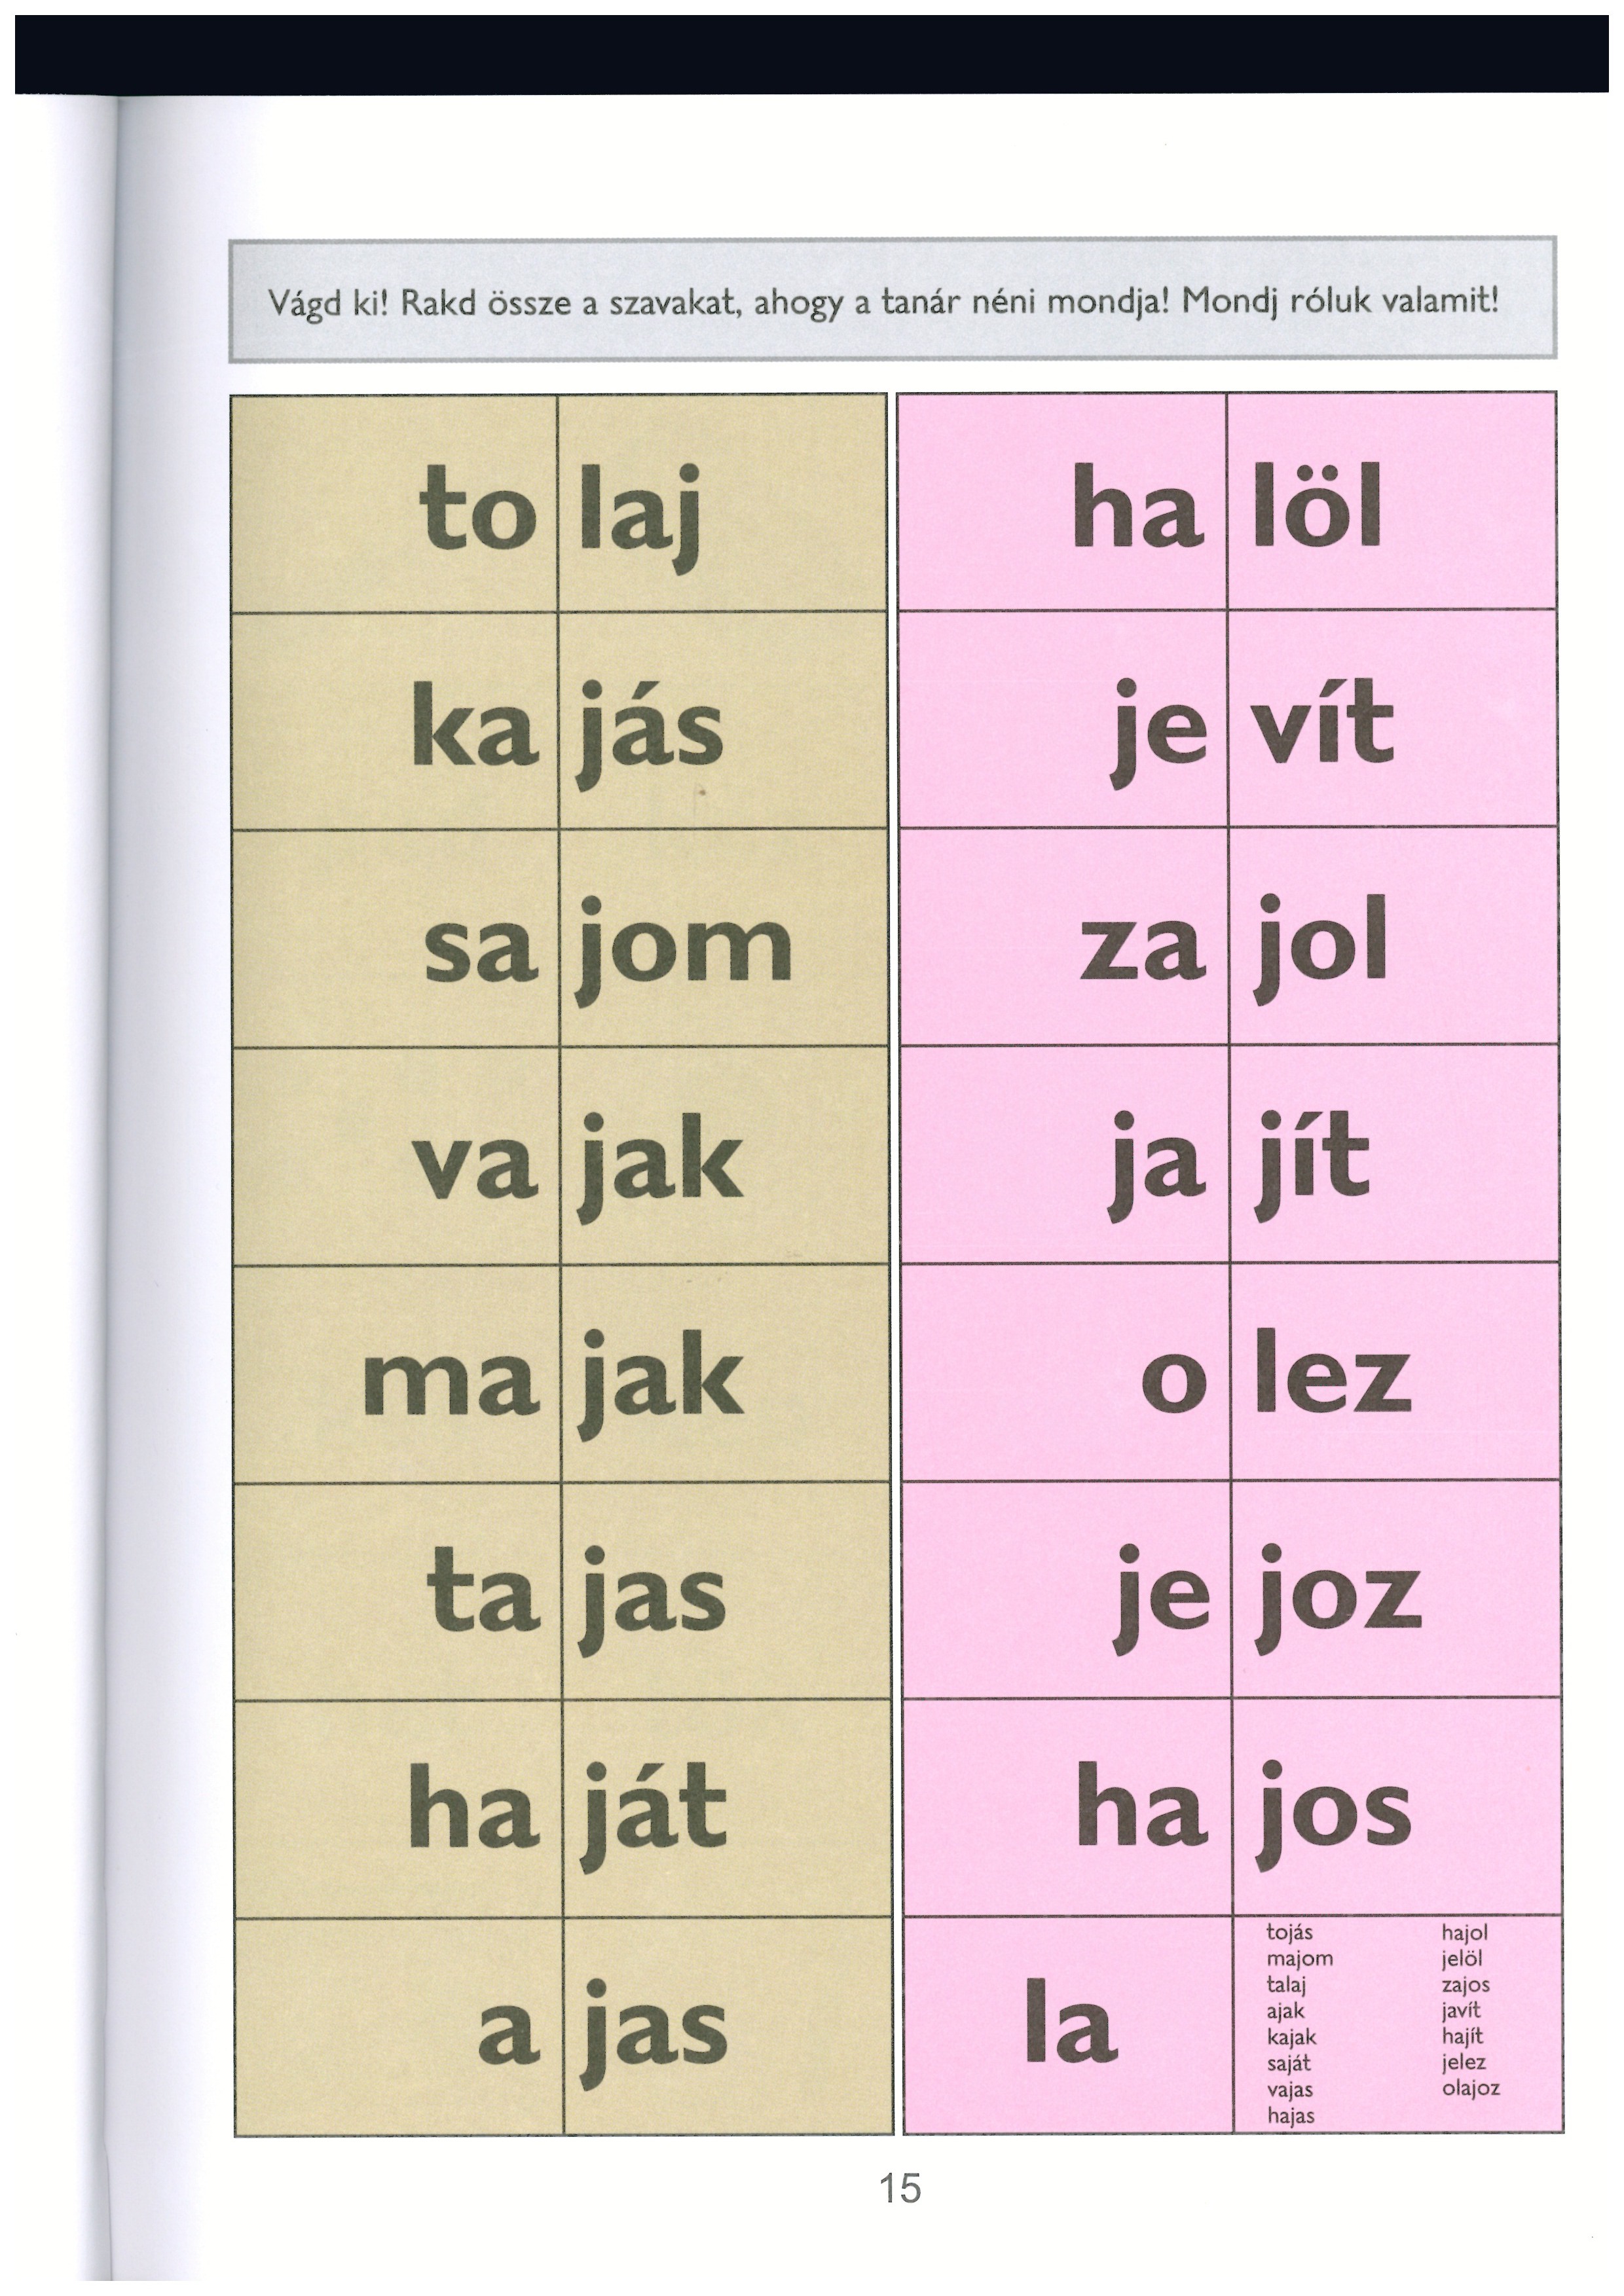 Vágd ki! Rakd össze a szavakat, ahogy a tanár néni mondja! Mondj róluk valamit!
to laj
ka jás
sa jom
va jak
ma jak
ta jas
ha ját
a jas
ha löl
je vít
za jol
ja jít
o lez
je joz
ha jos
la
tojás
majom
talaj
ajak
kajak
saját
vajas
hajas
hajol
jelöl
zajos
javít
hajít
jelez
olajoz
15